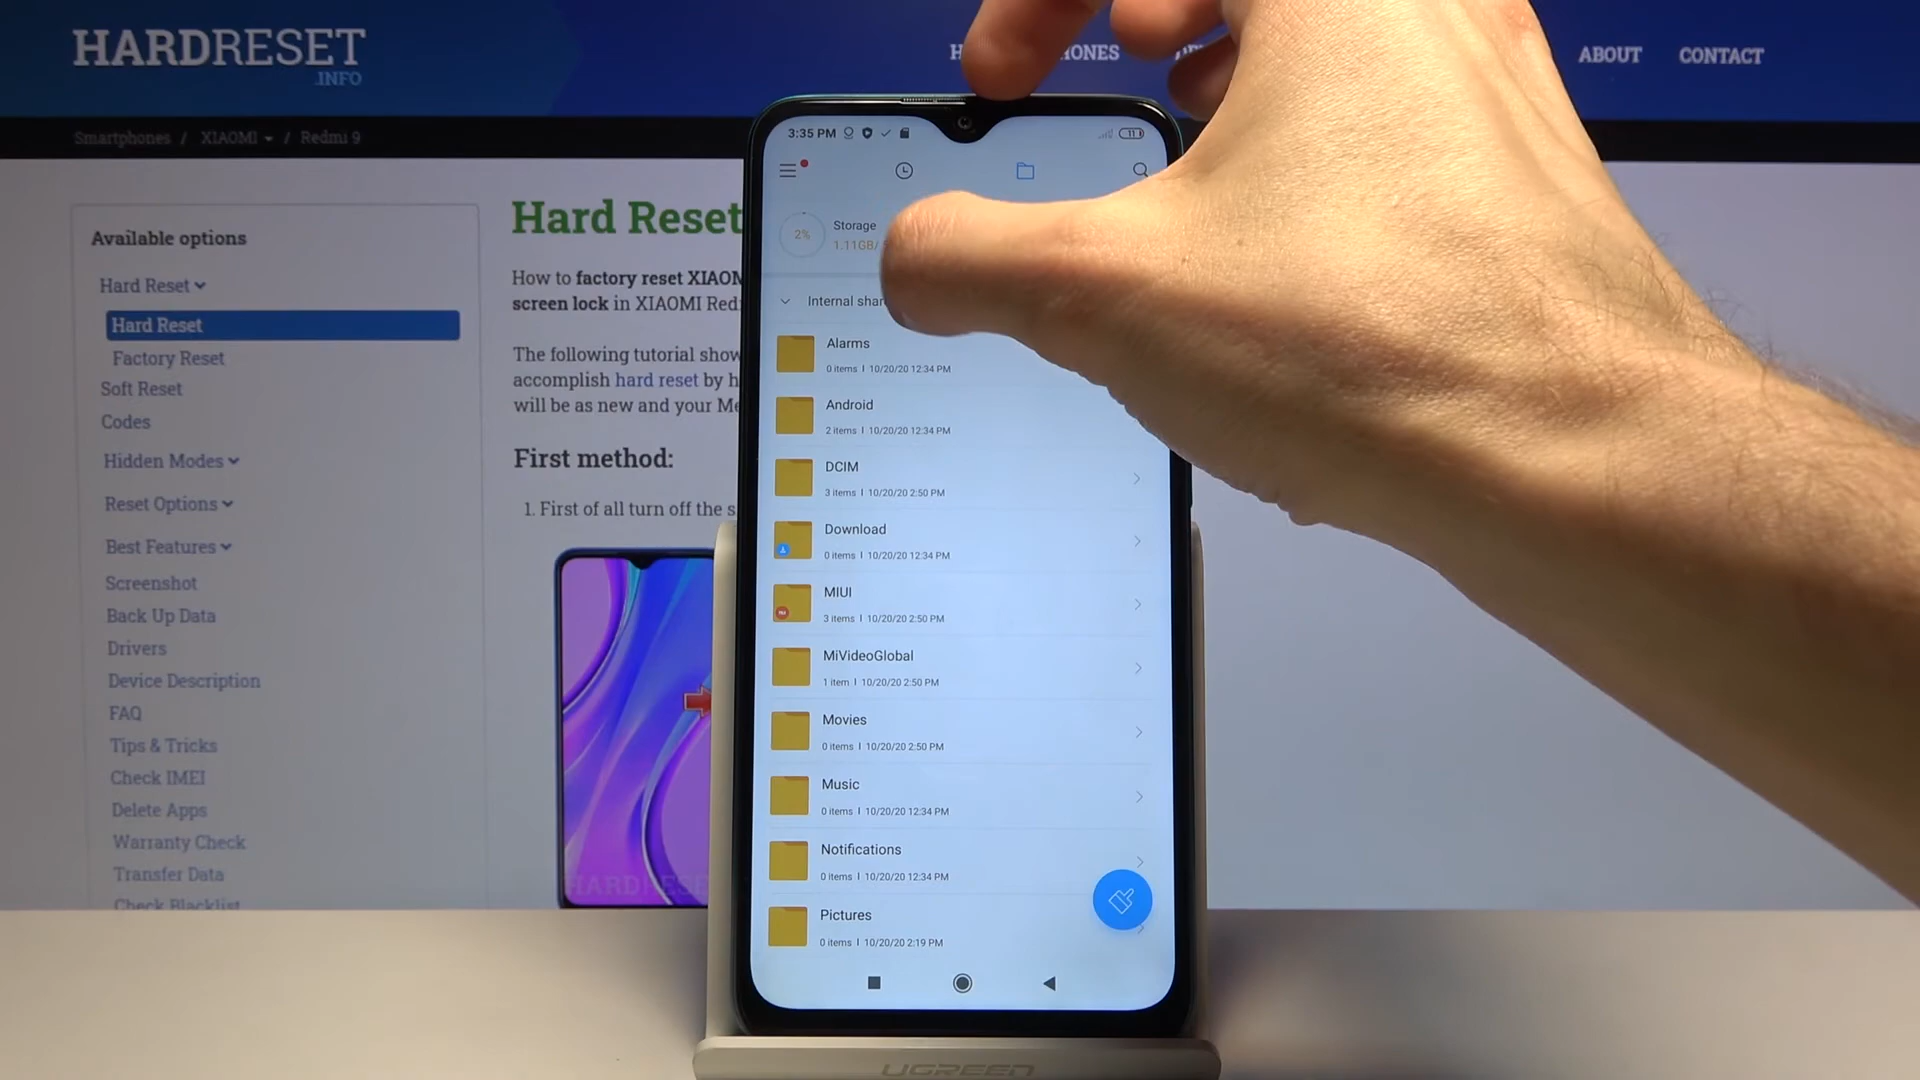 HARDRESET
.INFO
ABOUT
CONTACT
Smartphones / XIAOMI / Redmi 9
Available options
Hard Reset
Hard Reset
Factory Reset
Soft Reset
Codes
Hidden Modes
Reset Options
Best Features
Screenshot
Back Up Data
Drivers
Device Description
FAQ
Tips & Tricks
Check IMEI
Delete Apps
Warranty Check
Transfer Data
Check Blacklist
Hard Reset
How to factory reset
screen lock in XIAOMI
The following tutorial
accomplish hard reset by
will be as new and your
First method:
1. First of all turn off the
3:35 PM
11
2%
Storage
1.11GB/
Internal
Alarms
0 items | 10/20/20 12:34 PM
Android
2 items | 10/20/20 12:34 PM
DCIM
3 items | 10/20/20 2:50 PM
Download
0 items | 10/20/20 12:34 PM
MIUI
3 items | 10/20/20 2:50 PM
MiVideoGlobal
1 item | 10/20/20 2:50 PM
Movies
0 items | 10/20/20 2:50 PM
Music
0 items | 10/20/20 12:34 PM
Notifications
0 items | 10/20/20 12:34 PM
Pictures
0 items | 10/20/20 2:19 PM
UGREEN